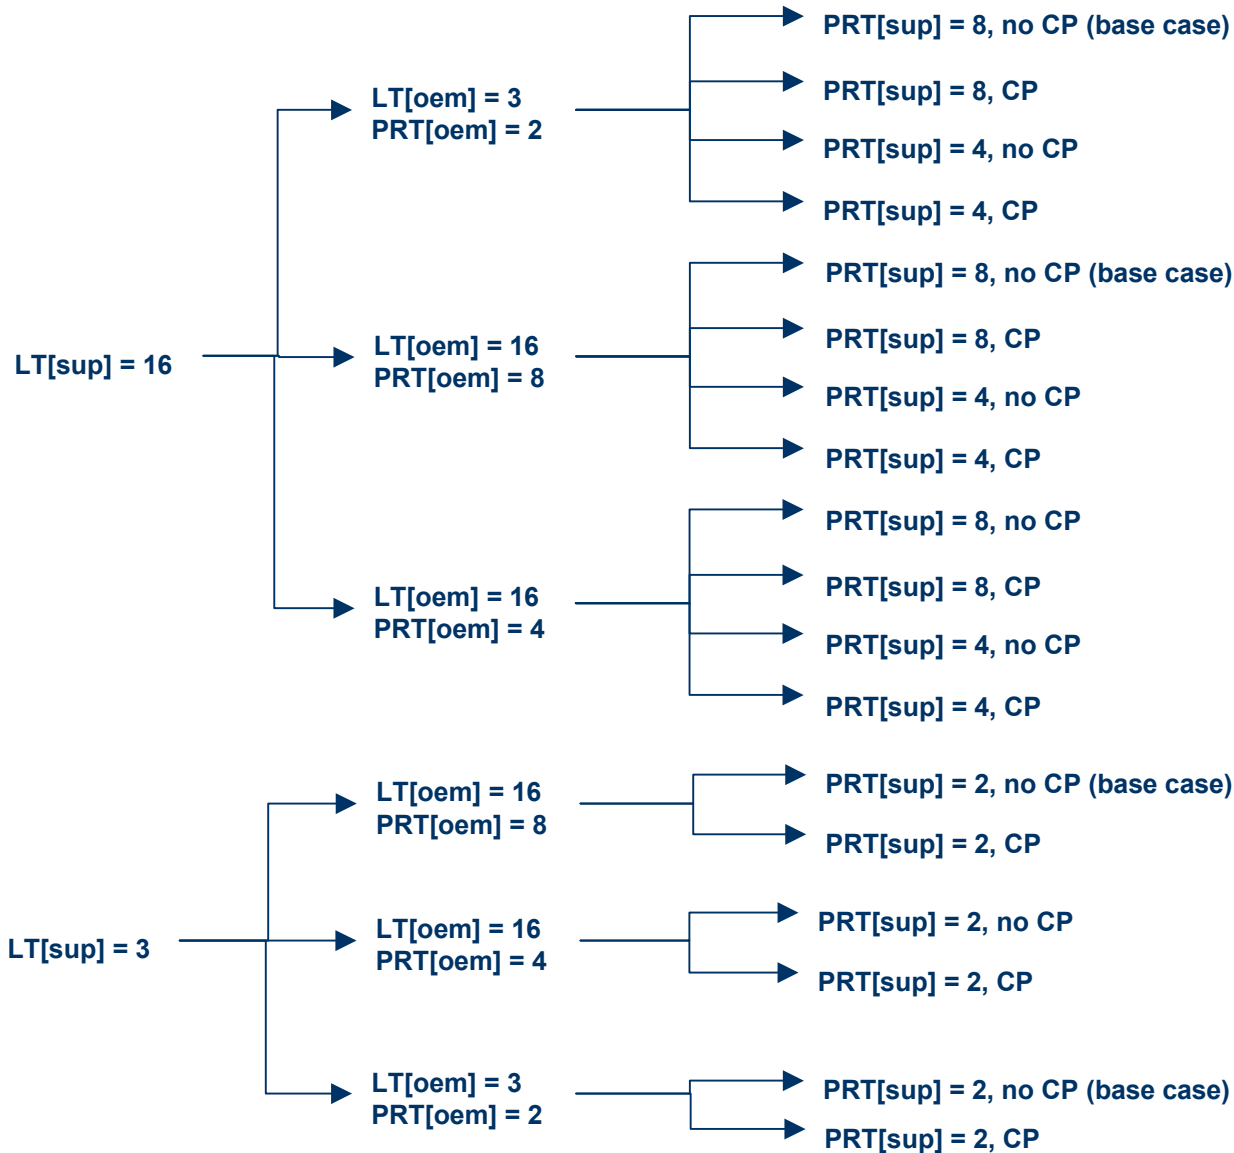 LT[sup] = 16
LT[oem] = 3
PRT[oem] = 2
PRT[sup] = 8, no CP (base case)
PRT[sup] = 8, CP
PRT[sup] = 4, no CP
PRT[sup] = 4, CP
LT[oem] = 16
PRT[oem] = 8
PRT[sup] = 8, no CP (base case)
PRT[sup] = 8, CP
PRT[sup] = 4, no CP
PRT[sup] = 4, CP
LT[oem] = 16
PRT[oem] = 4
PRT[sup] = 8, no CP
PRT[sup] = 8, CP
PRT[sup] = 4, no CP
PRT[sup] = 4, CP
LT[sup] = 3
LT[oem] = 16
PRT[oem] = 8
PRT[sup] = 2, no CP (base case)
PRT[sup] = 2, CP
LT[oem] = 16
PRT[oem] = 4
PRT[sup] = 2, no CP
PRT[sup] = 2, CP
LT[oem] = 3
PRT[oem] = 2
PRT[sup] = 2, no CP (base case)
PRT[sup] = 2, CP